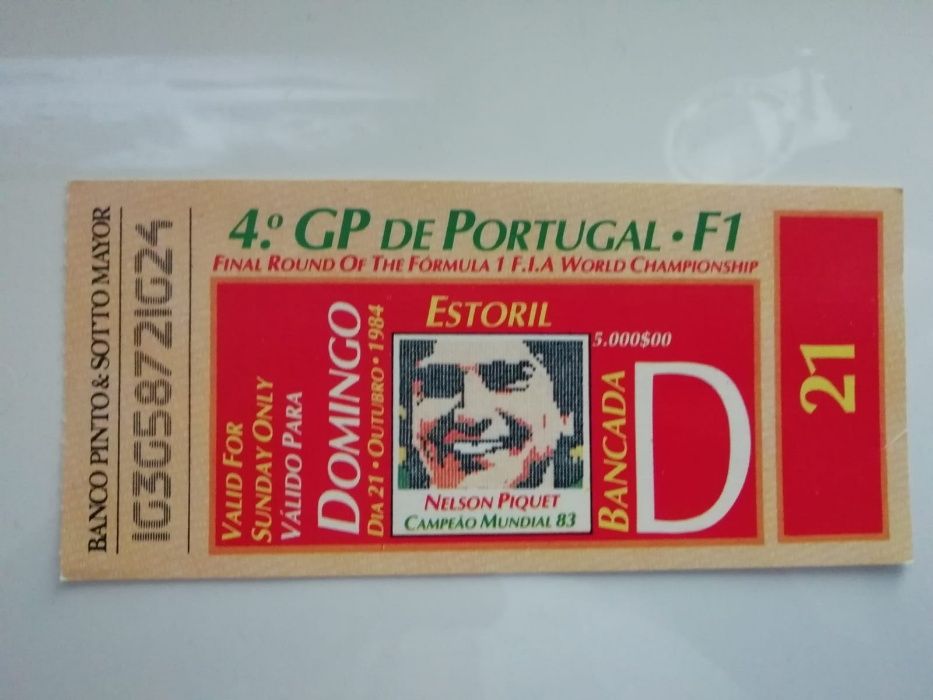 BANCO PINTO & SOTTO MAYOR
1G3G5872IG24
4.º GP DE PORTUGAL • F1
FINAL ROUND OF THE FÓRMULA 1 F.I.A WORLD CHAMPIONSHIP
VALID FOR
SUNDAY ONLY
VÁLIDO PARA
DOMINGO
DIA 21 • OUTUBRO • 1984
ESTORIL
NELSON PIQUET
CAMPEÃO MUNDIAL 83
5.000$00
BANCADA
D
21